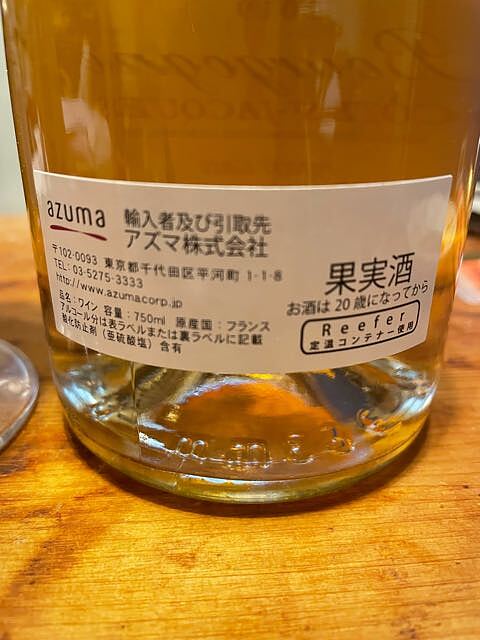 Bourgogne
azuma
輸入者及び引取先
アズマ株式会社
〒102-0093 東京都千代田区平河町 1-1-8
TEL: 03-5275-3333
http://www.azumacorp.jp
品名:ワイン 容量:750ml 原産国:フランス
アルコール分は表ラベルまたは裏ラベルに記載
酸化防止剤(亜硫酸塩)含有
果実酒
お酒は20歳になってから
Reefer
定温コンテナー使用